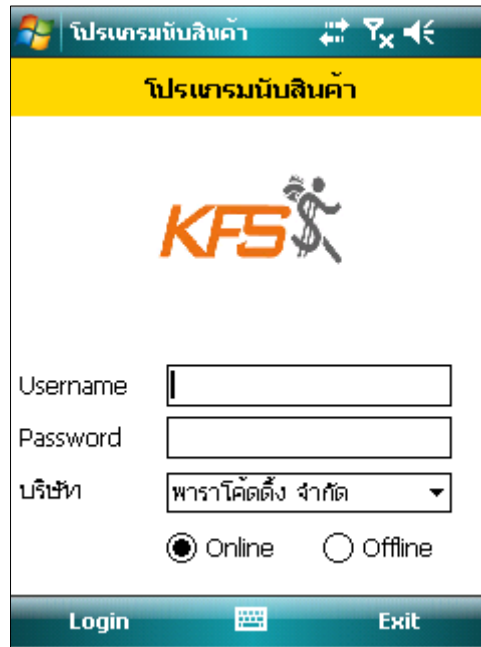 โปรแกรมนับสินค้า
โปรแกรมนับสินค้า
KFS
Username
Password
บริษัท
พาราโค้ดดิ้ง จำกัด
Online Offline
Login Exit